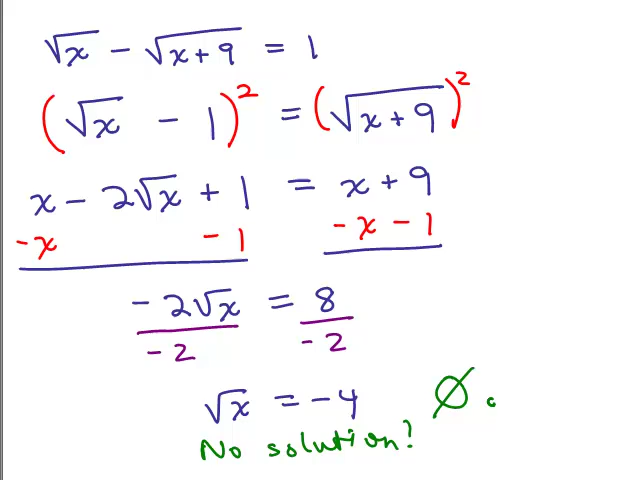 √x − √(x+9) = 1
(√x − 1)² = (√(x+9))²
x − 2√x + 1 = x + 9
-x − 1 − x − 1
−2√x = 8
−2 −2
√x = −4 ∅
No solution?